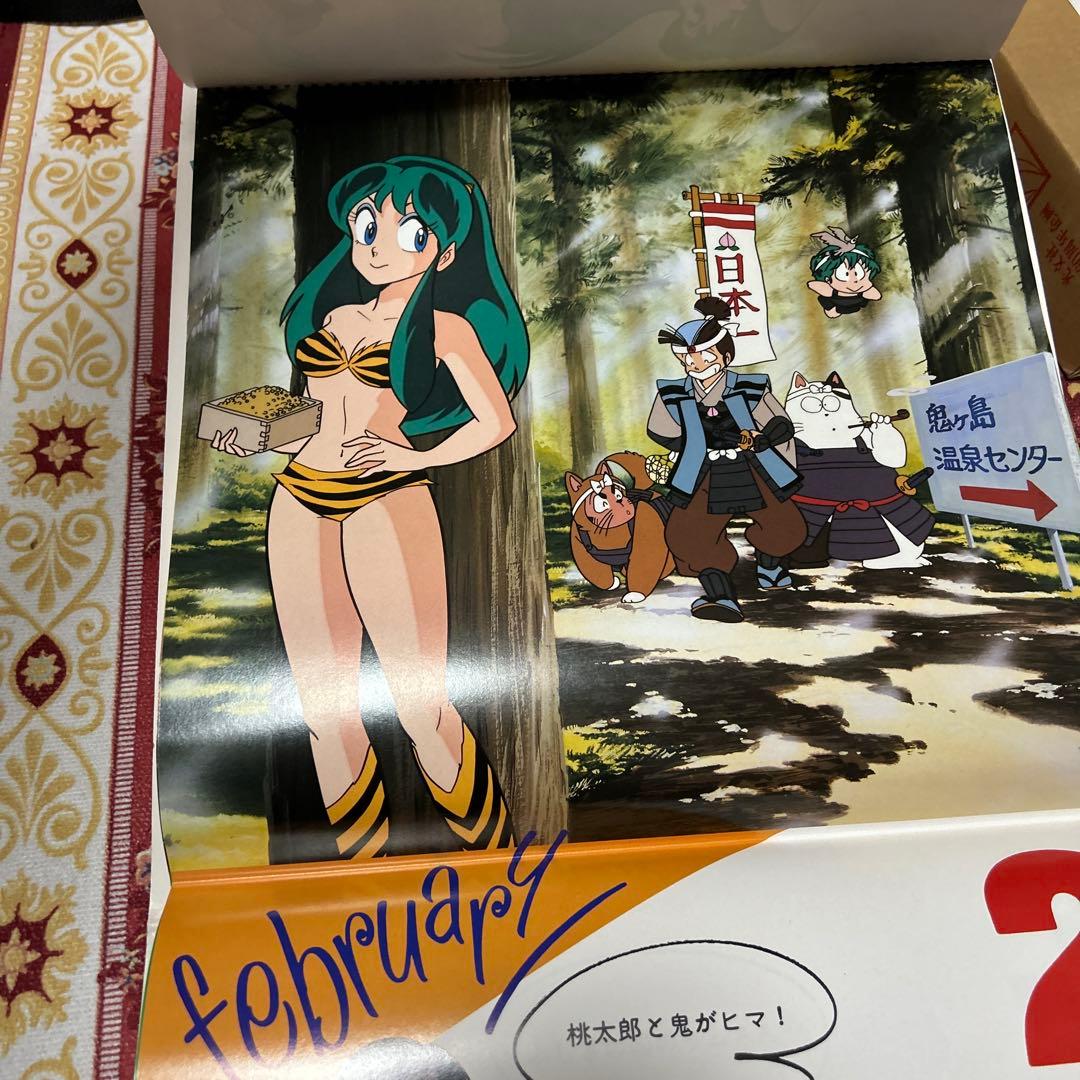 日本一
鬼ヶ島
温泉センター
february
2
桃太郎と鬼がヒマ!